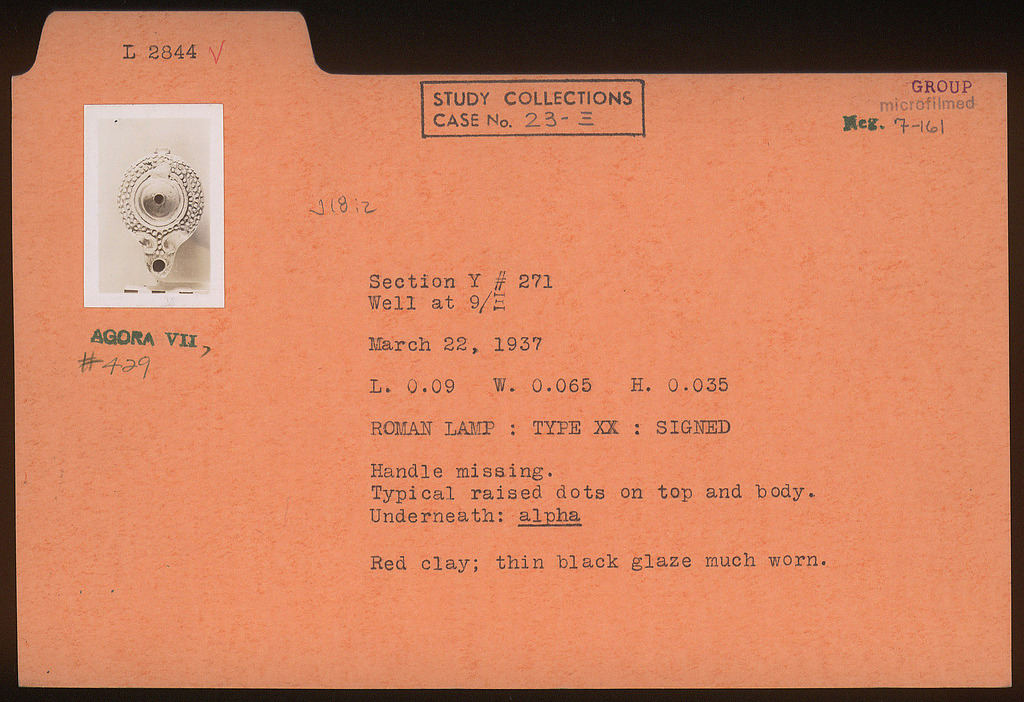 L 2844 √
STUDY COLLECTIONS
CASE No. 23-Ξ
GROUP
microfilmed
Neg. 7-161
J 18:2
Section Y # 271
Well at 9/Ξ
AGORA VII,
#429
March 22, 1937
L. 0.09 W. 0.065 H. 0.035
ROMAN LAMP : TYPE XX : SIGNED
Handle missing.
Typical raised dots on top and body.
Underneath: alpha
Red clay; thin black glaze much worn.